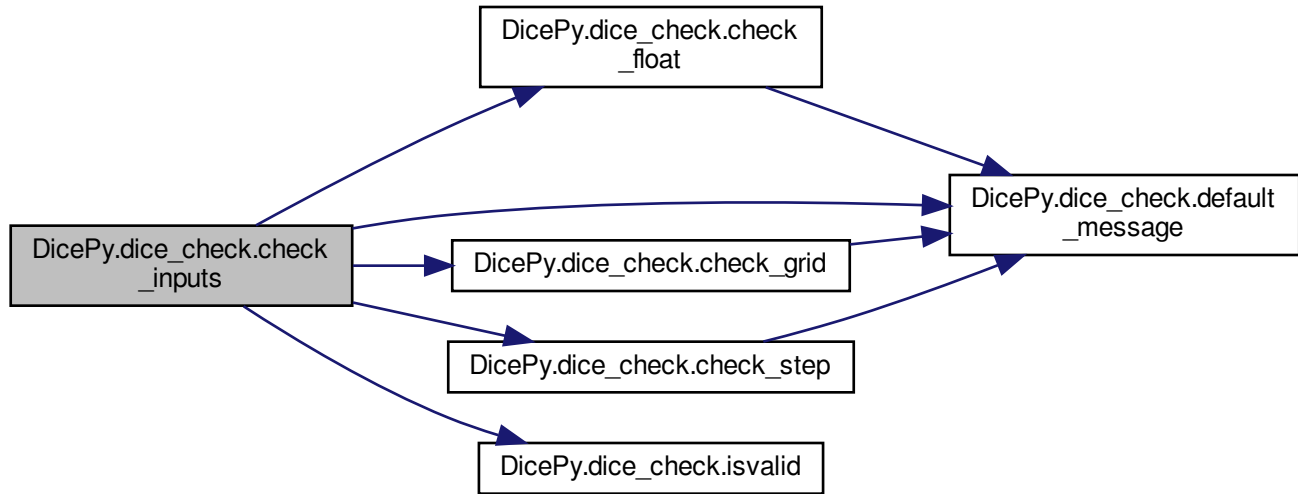 DicePy.dice_check.check
_float
DicePy.dice_check.default
_message
DicePy.dice_check.check
_inputs
DicePy.dice_check.check_grid
DicePy.dice_check.check_step
DicePy.dice_check.isvalid